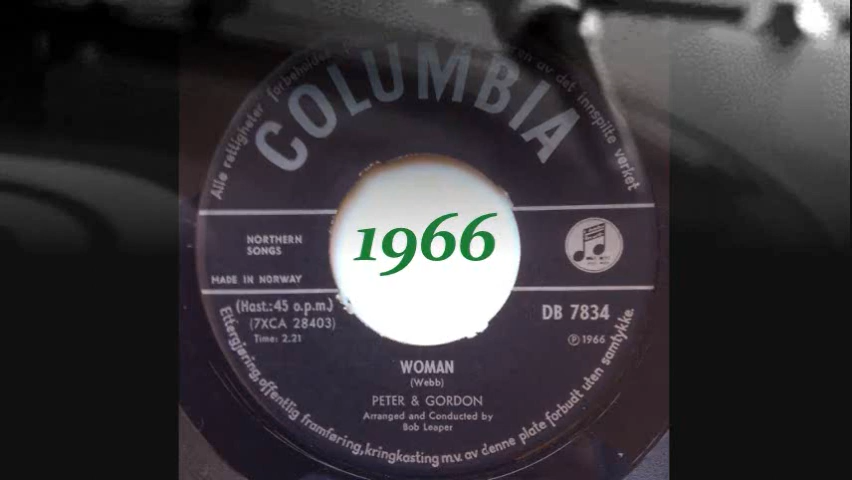 COLUMBIA
Alle rettigheter forbeholdt
av det innspilte verket
1966
NORTHERN
SONGS
MADE IN NORWAY
(Hast.:45 o.p.m.)
(7XCA 28403)
Time: 2.21
DB 7834
℗ 1966
WOMAN
(Webb)
PETER & GORDON
Arranged and Conducted by
Bob Leaper
Ettergjøring, offentlig framføring, kringkasting m.v. av denne plate forbudt uten samtykke.